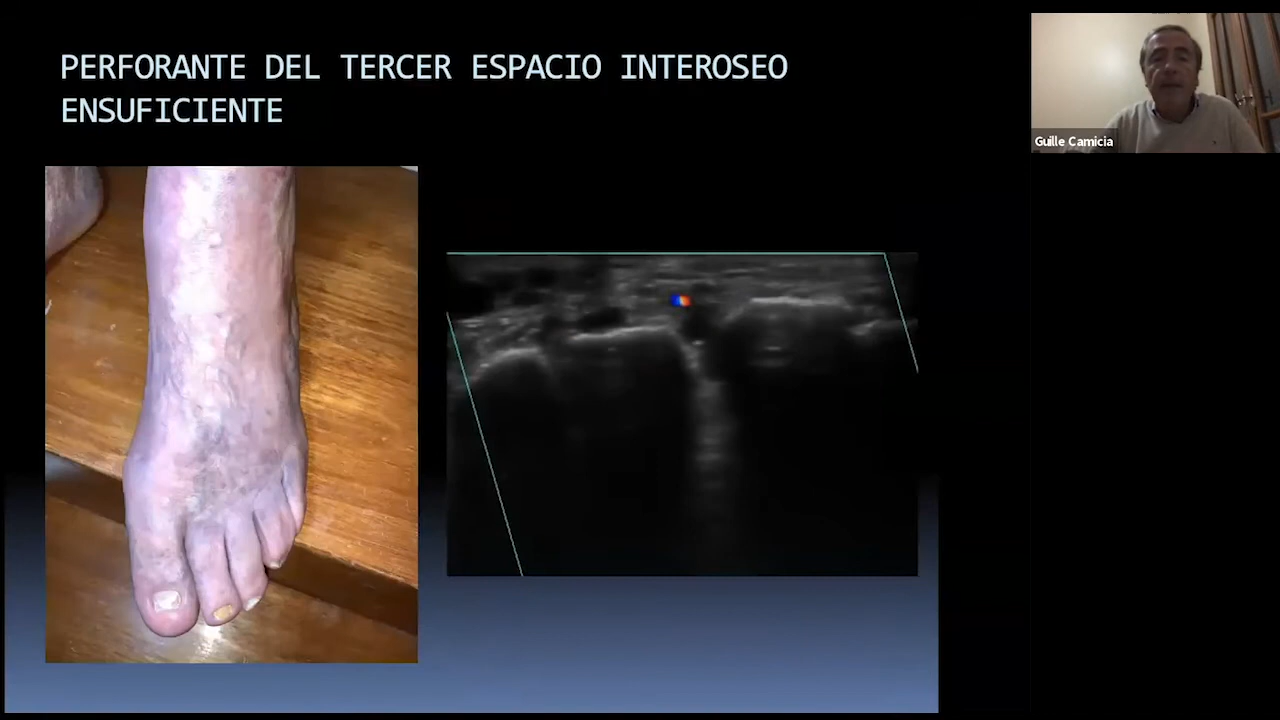 PERFORANTE DEL TERCER ESPACIO INTEROSEO
ENSUFICIENTE
Guille Camicia